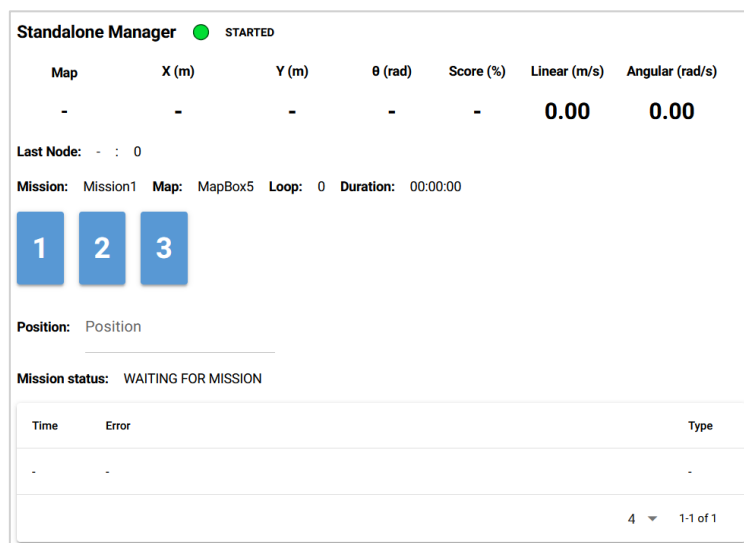 Standalone Manager STARTED
Map X (m) Y (m) θ (rad) Score (%) Linear (m/s) Angular (rad/s)
- - - - - 0.00 0.00
Last Node: - : 0
Mission: Mission1 Map: MapBox5 Loop: 0 Duration: 00:00:00
1 2 3
Position: Position
Mission status: WAITING FOR MISSION
Time Error Type
- - -
4 1-1 of 1